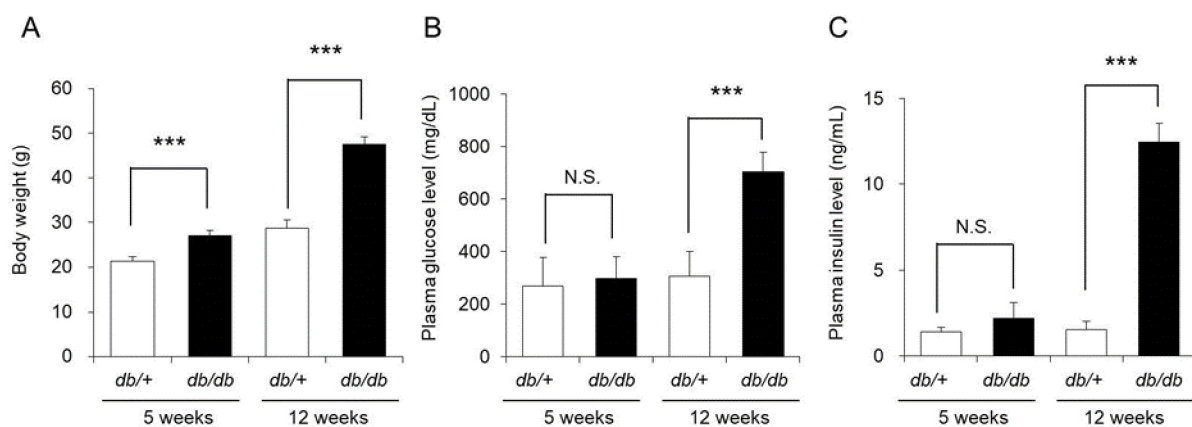 A
Body weight (g)
60
50
40
30
20
10
0
***
***
db/+ db/db db/+ db/db
5 weeks 12 weeks
B
Plasma glucose level (mg/dL)
1000
800
600
400
200
0
N.S.
***
db/+ db/db db/+ db/db
5 weeks 12 weeks
C
Plasma insulin level (ng/mL)
15
10
5
0
N.S.
***
db/+ db/db db/+ db/db
5 weeks 12 weeks